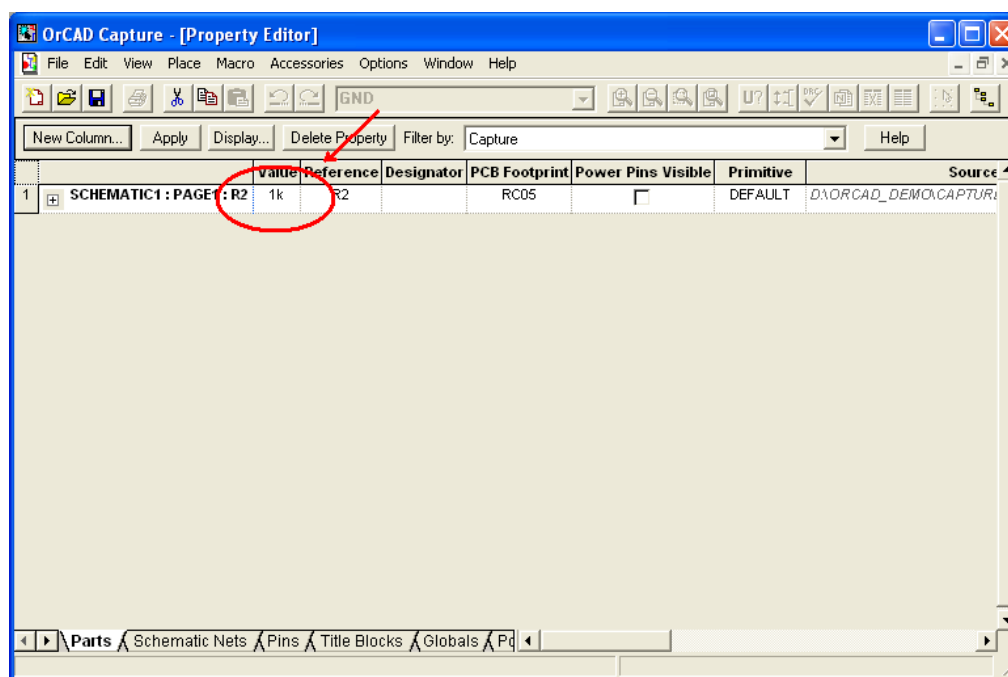 OrCAD Capture - [Property Editor]
File Edit View Place Macro Accessories Options Window Help
GND U?
New Column... Apply Display... Delete Property Filter by: Capture Help
Value Reference Designator PCB Footprint Power Pins Visible Primitive Source
1 SCHEMATIC1 : PAGE1 : R2 1k R2 RC05 DEFAULT D:\ORCAD_DEMO\CAPTURE
Parts Schematic Nets Pins Title Blocks Globals